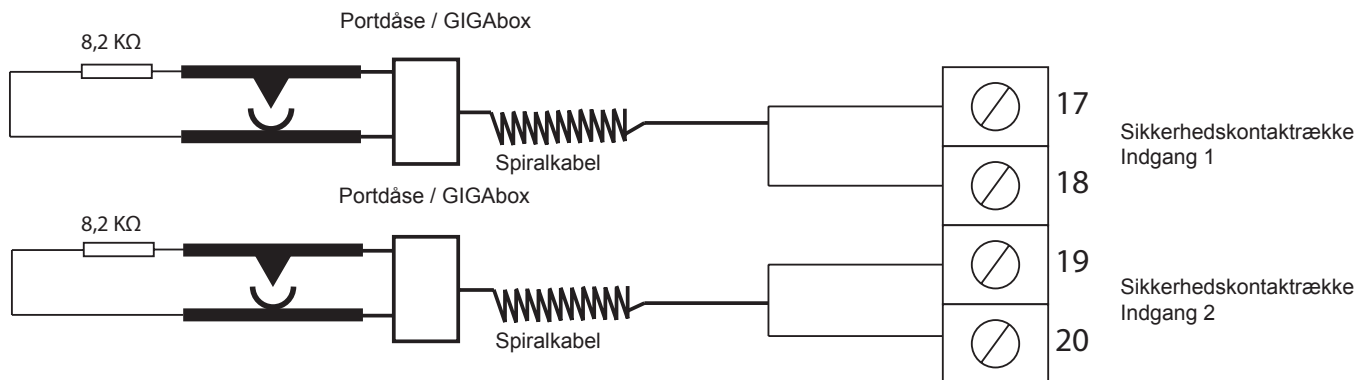 Portdåse / GIGAbox
8,2 KΩ
17
Sikkerhedskontaktrække
Indgang 1
Spiralkabel
18
Portdåse / GIGAbox
8,2 KΩ
19
Sikkerhedskontaktrække
Indgang 2
Spiralkabel
20